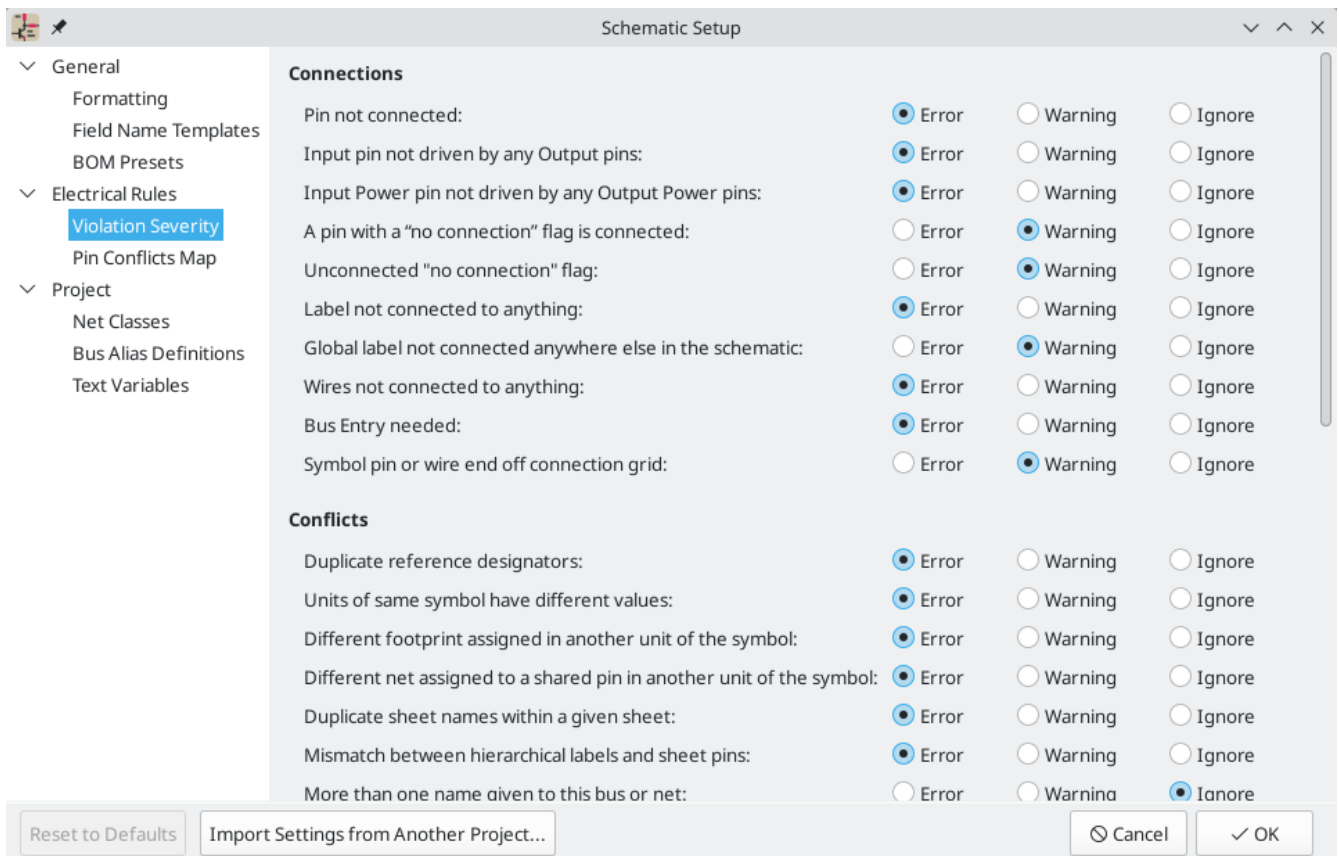 Schematic Setup
General
Formatting
Field Name Templates
BOM Presets
Electrical Rules
Violation Severity
Pin Conflicts Map
Project
Net Classes
Bus Alias Definitions
Text Variables
Connections
Pin not connected: Error Warning Ignore
Input pin not driven by any Output pins: Error Warning Ignore
Input Power pin not driven by any Output Power pins: Error Warning Ignore
A pin with a “no connection” flag is connected: Error Warning Ignore
Unconnected "no connection" flag: Error Warning Ignore
Label not connected to anything: Error Warning Ignore
Global label not connected anywhere else in the schematic: Error Warning Ignore
Wires not connected to anything: Error Warning Ignore
Bus Entry needed: Error Warning Ignore
Symbol pin or wire end off connection grid: Error Warning Ignore
Conflicts
Duplicate reference designators: Error Warning Ignore
Units of same symbol have different values: Error Warning Ignore
Different footprint assigned in another unit of the symbol: Error Warning Ignore
Different net assigned to a shared pin in another unit of the symbol: Error Warning Ignore
Duplicate sheet names within a given sheet: Error Warning Ignore
Mismatch between hierarchical labels and sheet pins: Error Warning Ignore
More than one name given to this bus or net: Error Warning Ignore
Reset to Defaults Import Settings from Another Project... Cancel OK